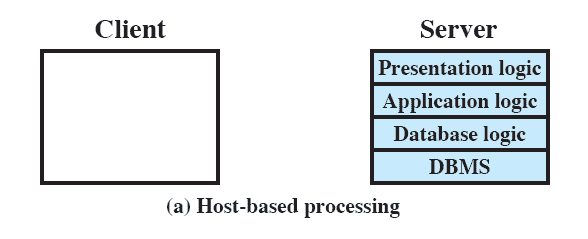 Client
Server
Presentation logic
Application logic
Database logic
DBMS
(a) Host-based processing